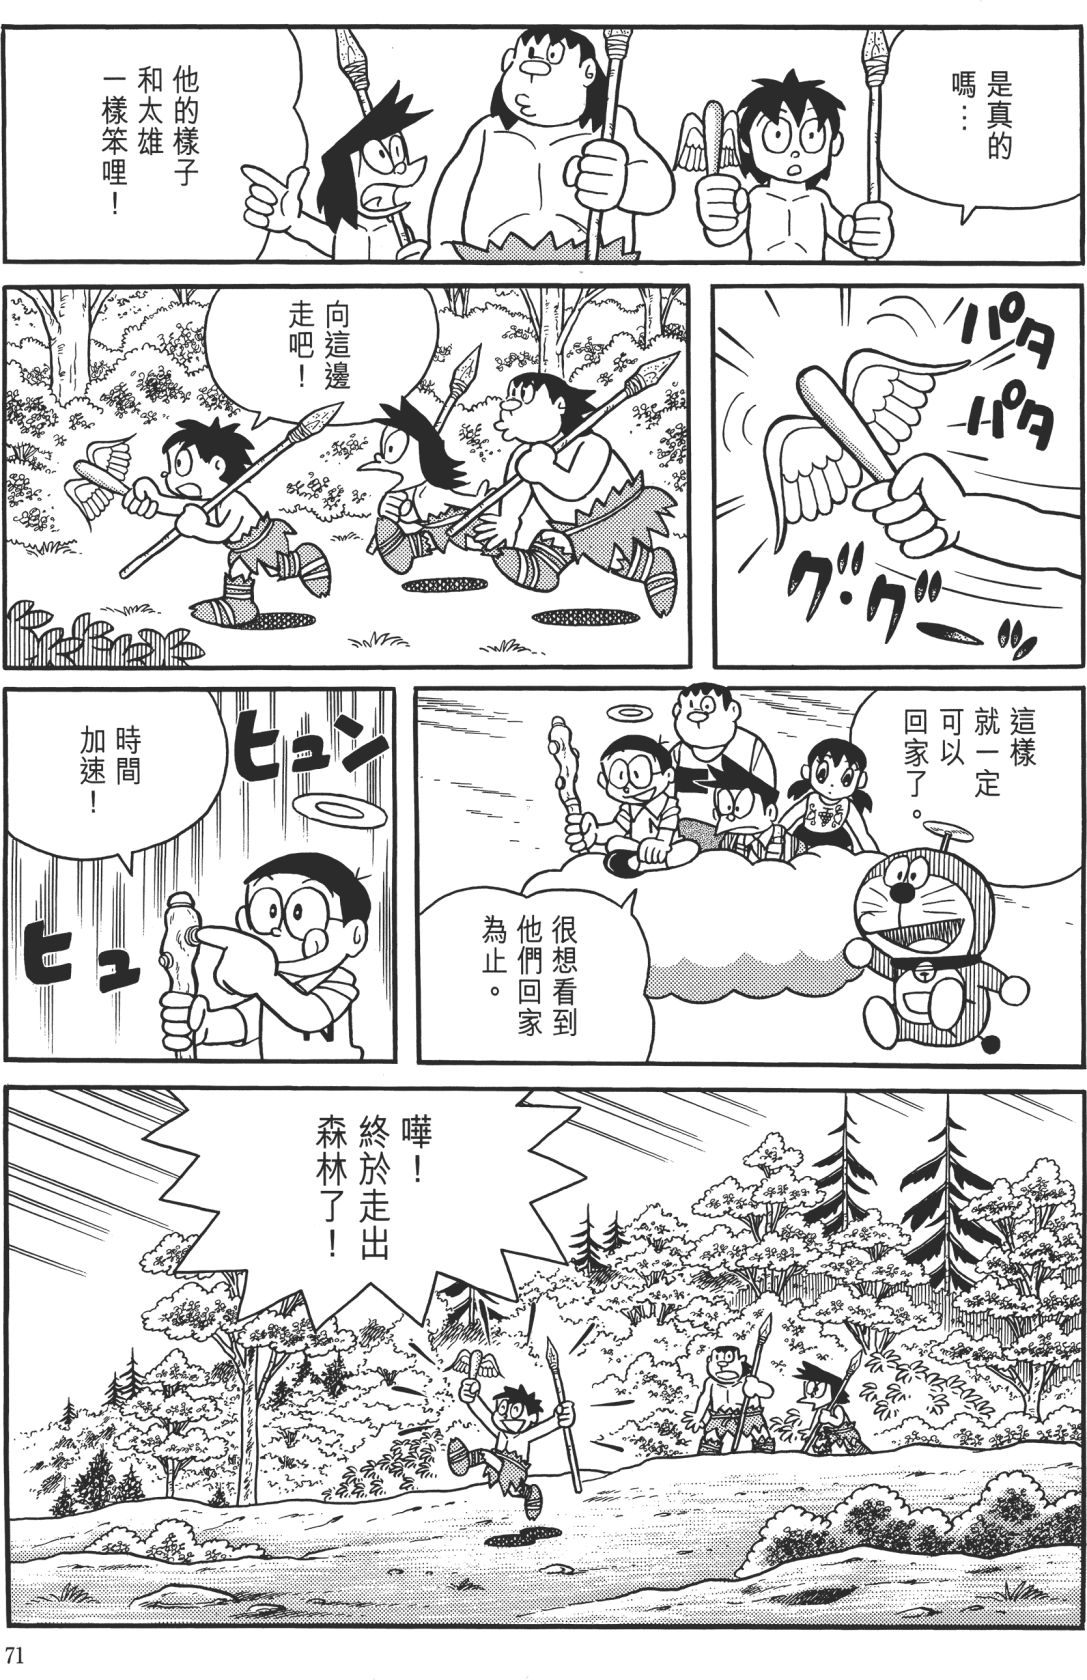 是真的
嗎…
他的樣子
和太雄
一樣笨哩！
パタ
パタ
グ・グーッ
向這邊
走吧！
這樣
就一定
可以
回家了。
很想看到
他們回家
為止。
ヒュン
ヒュ
時間
加速！
嘩！
終於走出
森林了！
71